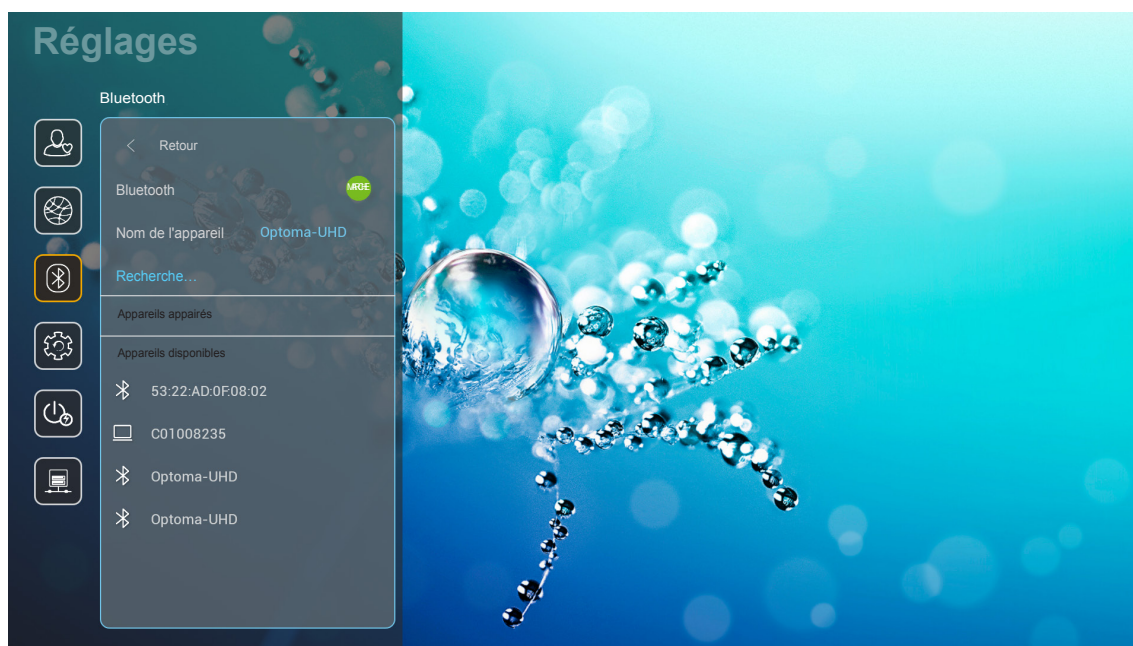 Réglages
Bluetooth
Retour
Bluetooth
MARCHE
Nom de l'appareil Optoma-UHD
Recherche...
Appareils appairés
Appareils disponibles
53:22:AD:0F:08:02
C01008235
Optoma-UHD
Optoma-UHD